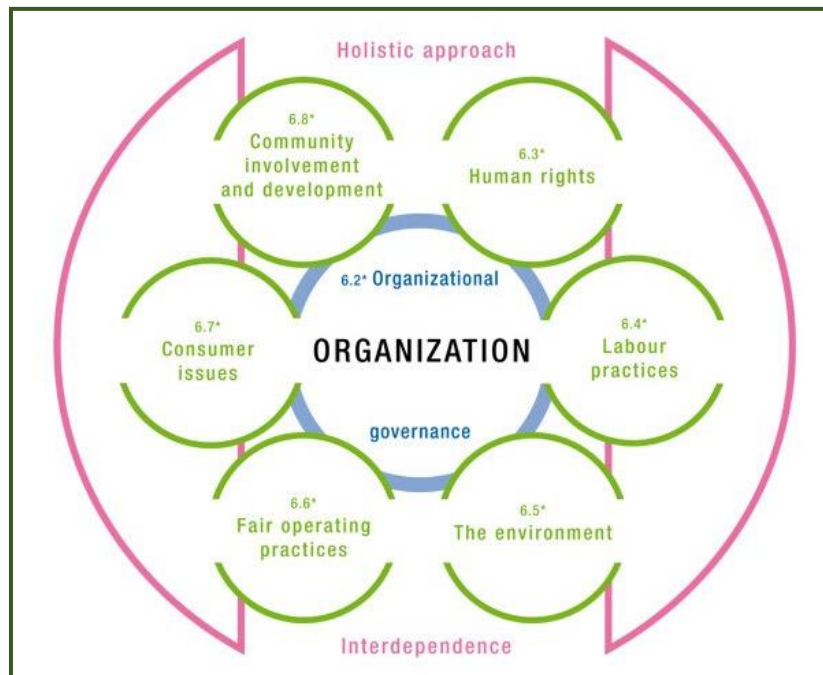 Holistic approach
6.8*
Community
involvement
and development
6.3*
Human rights
6.2* Organizational
6.7*
Consumer
issues
ORGANIZATION
6.4*
Labour
practices
governance
6.6*
Fair operating
practices
6.5*
The environment
Interdependence